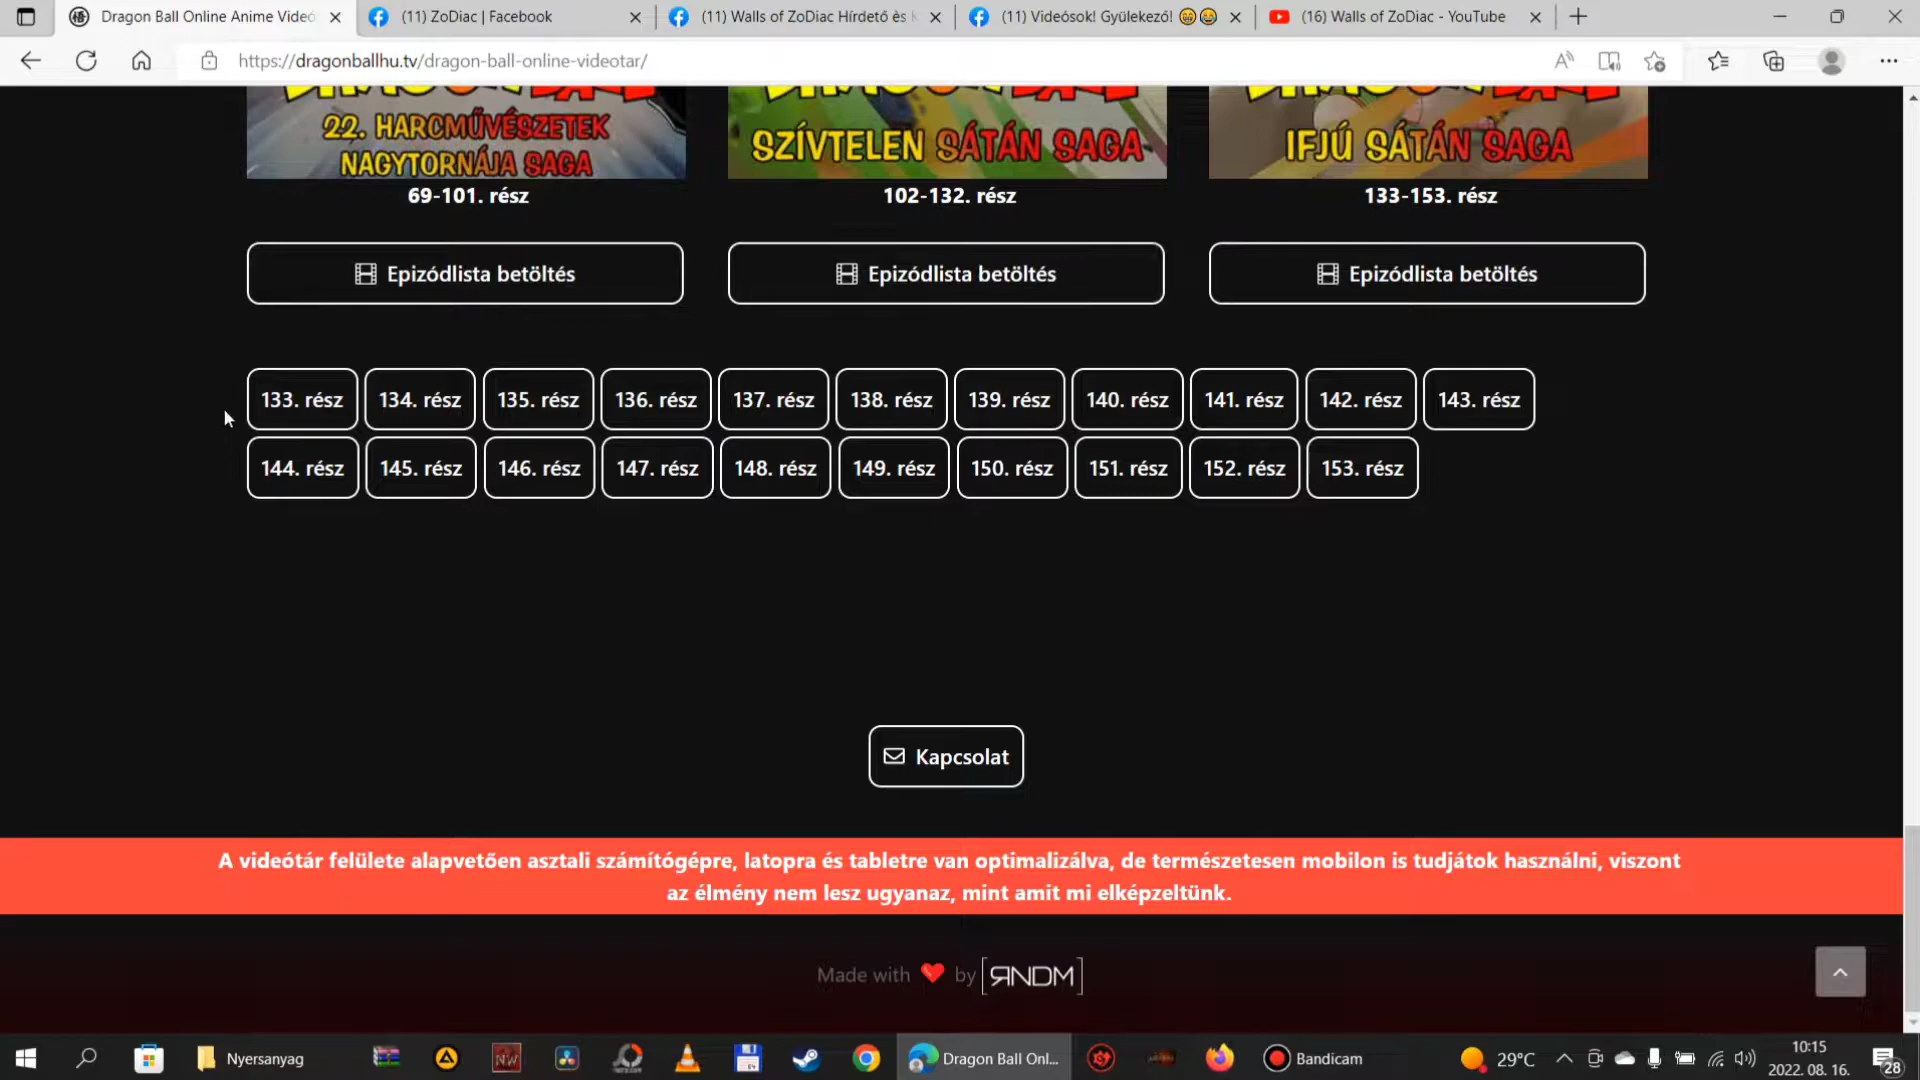 Dragon Ball Online Anime Videó
(11) ZoDiac | Facebook
(11) Walls of ZoDiac Hírdető ès
(11) Videósok! Gyülekező! 😁😂
(16) Walls of ZoDiac - YouTube
https://dragonballhu.tv/dragon-ball-online-videotar/
22. HARCMŰVÉSZETEK
NAGYTORNÁJA SAGA
SZÍVTELEN SÁTÁN SAGA
IFJÚ SÁTÁN SAGA
69-101. rész
102-132. rész
133-153. rész
Epizódlista betöltés
Epizódlista betöltés
Epizódlista betöltés
133. rész 134. rész 135. rész 136. rész 137. rész 138. rész 139. rész 140. rész 141. rész 142. rész 143. rész
144. rész 145. rész 146. rész 147. rész 148. rész 149. rész 150. rész 151. rész 152. rész 153. rész
Kapcsolat
A videótár felülete alapvetően asztali számítógépre, latopra és tabletre van optimalizálva, de természetesen mobilon is tudjátok használni, viszont
az élmény nem lesz ugyanaz, mint amit mi elképzeltünk.
Made with ❤ by [ЯNDM]
Nyersanyag
NW
Dragon Ball Onl...
Bandicam
29°C
10:15
2022. 08. 16.
28